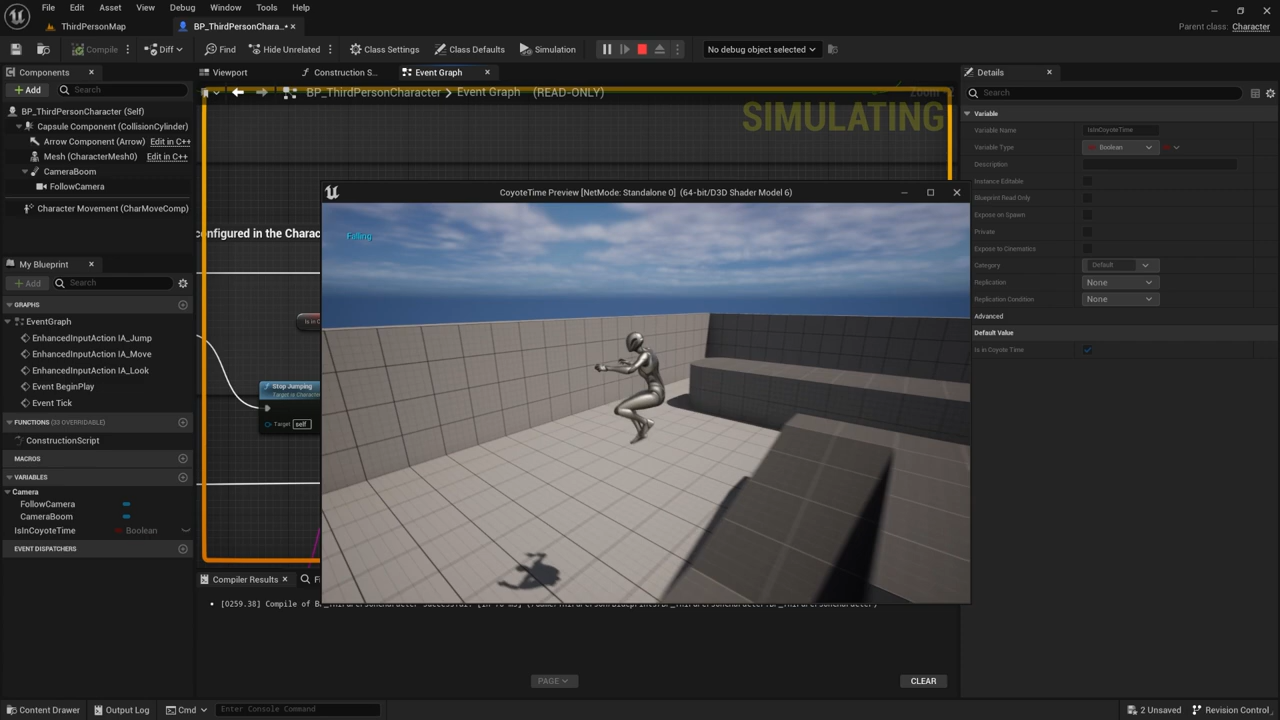 File Edit Asset View Debug Window Tools Help
ThirdPersonMap
BP_ThirdPersonChara...
Parent class: Character
Compile
Diff
Find
Hide Unrelated
Class Settings
Class Defaults
Simulation
No debug object selected
Components
Viewport
Construction S...
Event Graph
Details
+ Add
Search
BP_ThirdPersonCharacter > Event Graph (READ-ONLY)
Search
BP_ThirdPersonCharacter (Self)
Capsule Component (CollisionCylinder)
Arrow Component (Arrow) Edit in C++
Mesh (CharacterMesh0) Edit in C++
CameraBoom
FollowCamera
Character Movement (CharMoveComp)
SIMULATING
Variable
Variable Name IsInCoyoteTime
Variable Type Boolean
Description
Instance Editable
Blueprint Read Only
Expose on Spawn
Private
Expose to Cinematics
Category Default
Replication None
Replication Condition None
Advanced
Default Value
Is in Coyote Time
CoyoteTime Preview [NetMode: Standalone 0] (64-bit/D3D Shader Model 6)
Falling
configured in the Charac
Is in C
Stop Jumping
Target is Characte
Target self
My Blueprint
+ Add
Search
GRAPHS
EventGraph
EnhancedInputAction IA_Jump
EnhancedInputAction IA_Move
EnhancedInputAction IA_Look
Event BeginPlay
Event Tick
FUNCTIONS (33 OVERRIDABLE)
ConstructionScript
MACROS
VARIABLES
Camera
FollowCamera
CameraBoom
IsInCoyoteTime Boolean
EVENT DISPATCHERS
Compiler Results
Fi
[0259.38] Compile of
PAGE
CLEAR
Content Drawer
Output Log
Cmd
Enter Console Command
2 Unsaved
Revision Control